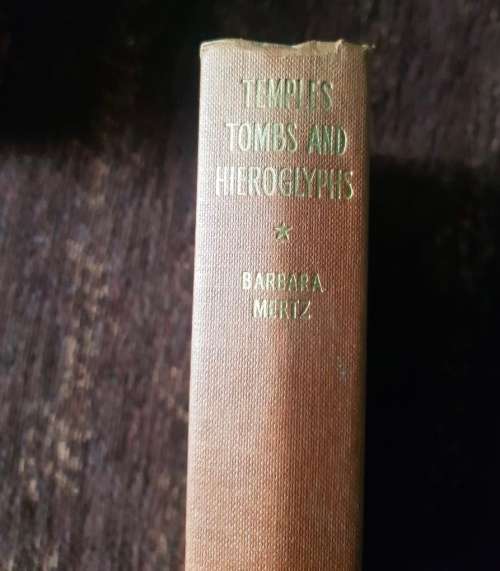 TEMPLES
TOMBS AND
HIEROGLYPHS
BARBARA
MERTZ